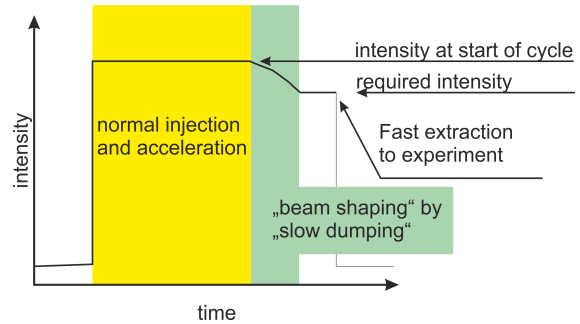 intensity at start of cycle
required intensity
normal injection
and acceleration
Fast extraction
to experiment
intensity
„beam shaping“ by
„slow dumping“
time